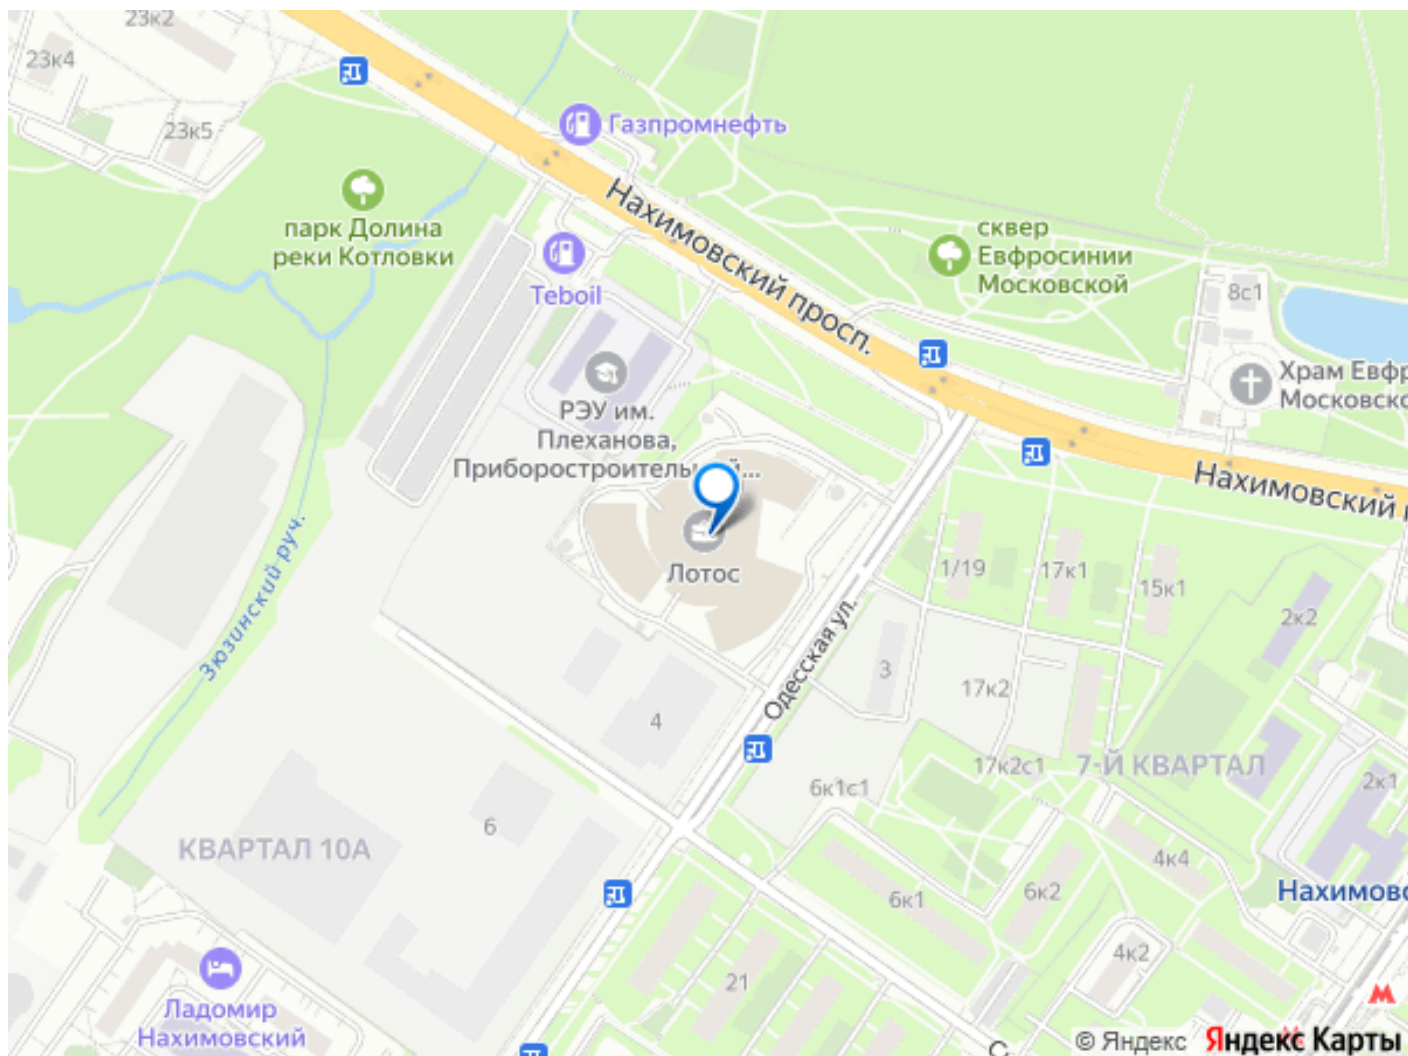 23к2
23к4
23к5
Газпромнефть
парк Долина
реки Котловки
Нахимовский просп.
сквер
Евфросинии
Московской
Teboil
8с1
Храм Евфр
Московско
РЭУ им.
Плеханова,
Приборостроительный...
Нахимовский
Лотос
1/19
17к1
15к1
2к2
Зюзинский руч.
Одесская ул.
3
17к2
4
17к2с1
7-Й КВАРТАЛ
6к1с1
2к1
6
КВАРТАЛ 10А
4к4
6к1
6к2
Нахимовс
4к2
21
Ладомир
Нахимовский
С
© Яндекс Яндекс Карты